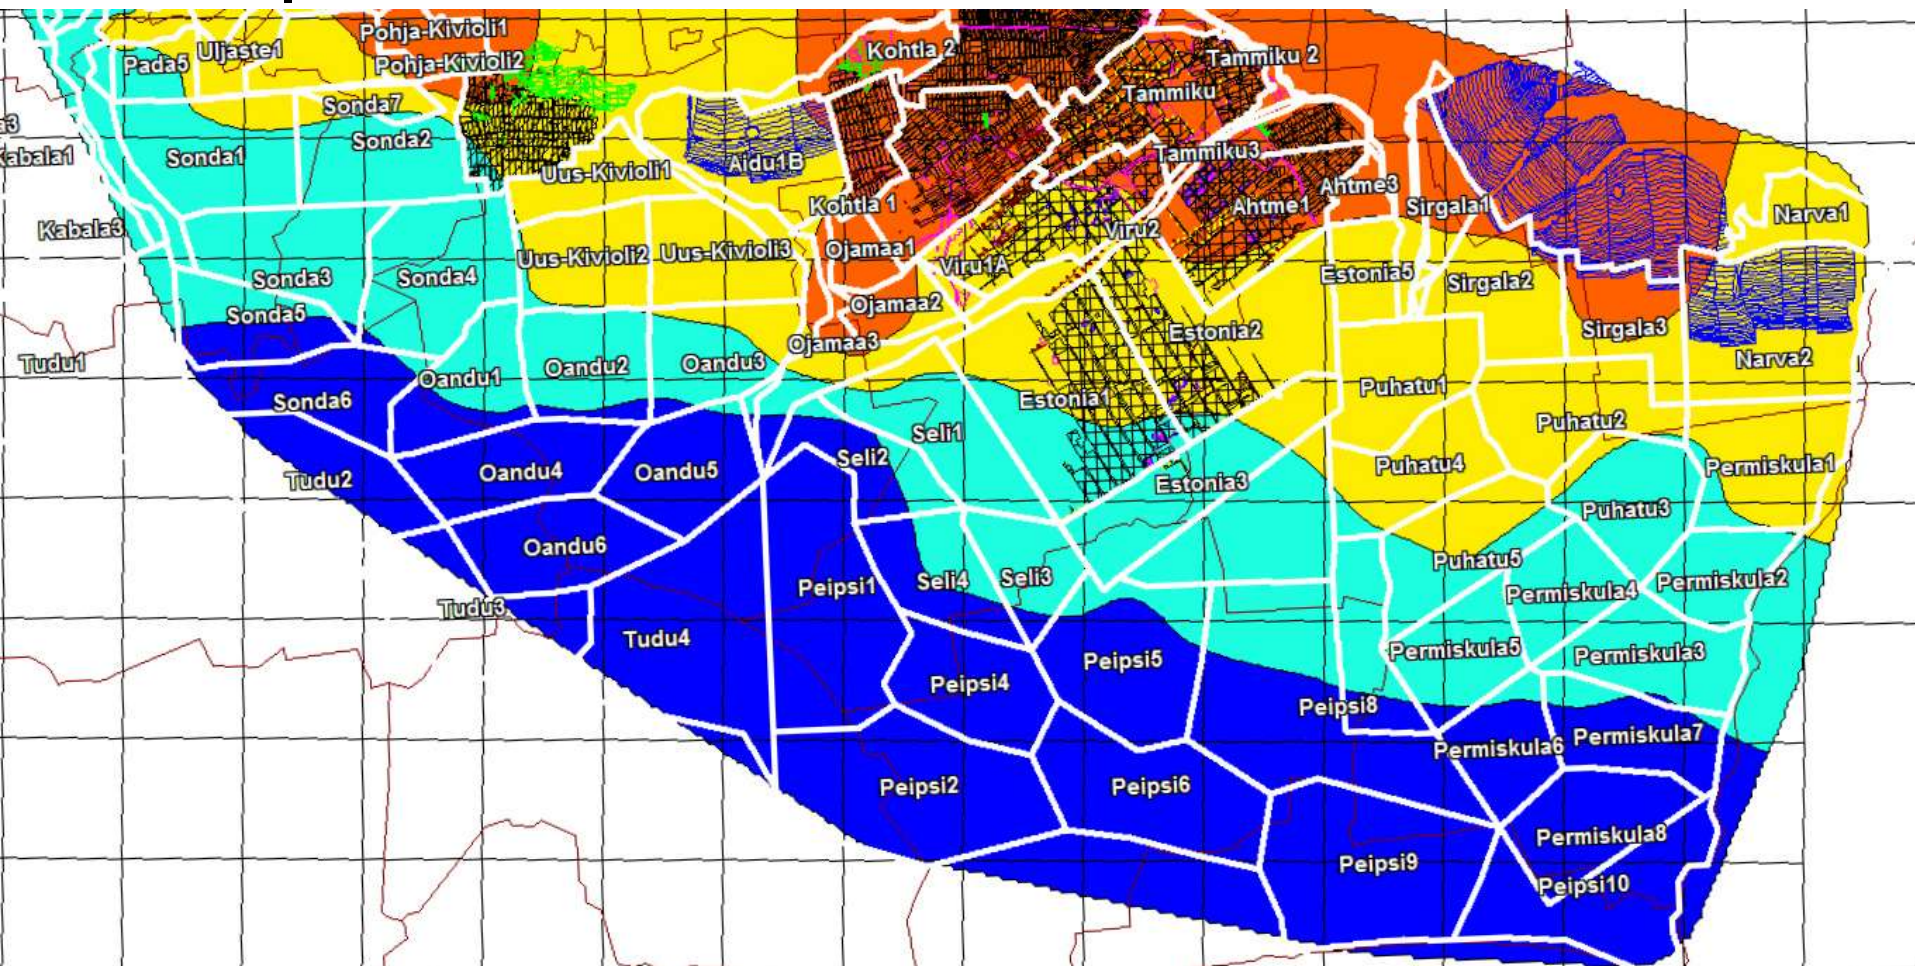 Pohja-Kivioli1
Uljaste1
Kohtla 2
Tammiku 2
Pada5
Pohja-Kivioli2
Tammiku
Sonda7
a3
Sonda2
Kabala1
Sonda1
Aidu1B
Tammiku3
Uus-Kivioli1
Ahtme3
Kohtla 1
Ahtme1
Sirgala1
Narva1
Kabala3
Viru2
Uus-Kivioli2
Uus-Kivioli3
Ojamaa1
Viru1A
Sonda3
Sonda4
Estonia5
Sirgala2
Ojamaa2
Sonda5
Estonia2
Sirgala3
Ojamaa3
Tudu1
Oandu1
Oandu2
Oandu3
Puhatu1
Narva2
Sonda6
Estonia1
Puhatu2
Seli1
Seli2
Oandu4
Oandu5
Tudu2
Estonia3
Puhatu4
Permiskula1
Puhatu3
Oandu6
Puhatu5
Peipsi1
Seli4
Seli3
Permiskula4
Permiskula2
Tudu3
Tudu4
Peipsi5
Permiskula5
Permiskula3
Peipsi4
Peipsi8
Permiskula6
Permiskula7
Peipsi2
Peipsi6
Permiskula8
Peipsi9
Peipsi10